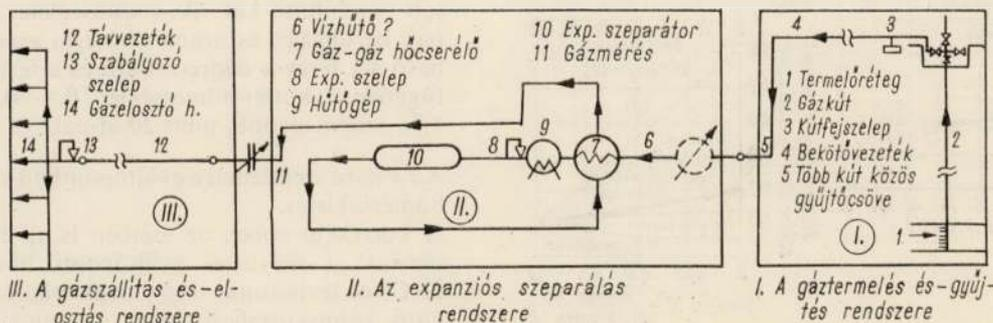 12 Távvezeték
13 Szabályozó
szelep
14 Gázelosztó h.
14
13
12
III.
11
III. A gázszállítás és-el-
osztás rendszere
6 Vízhűtő ?
7 Gáz-gáz hőcserélő
8 Exp. szelep
9 Hűtőgép
10 Exp. szeparátor
11 Gázmérés
10
8
9
7
6
II.
II. Az expanziós szeparálás
rendszere
4
3
5
2
1 Termelőréteg
2 Gázkút
3 Kútfejszelep
4 Bekötővezeték
5 Több kút közös
gyűjtőcsöve
I.
1
I. A gáztermelés és-gyűj-
tés rendszere